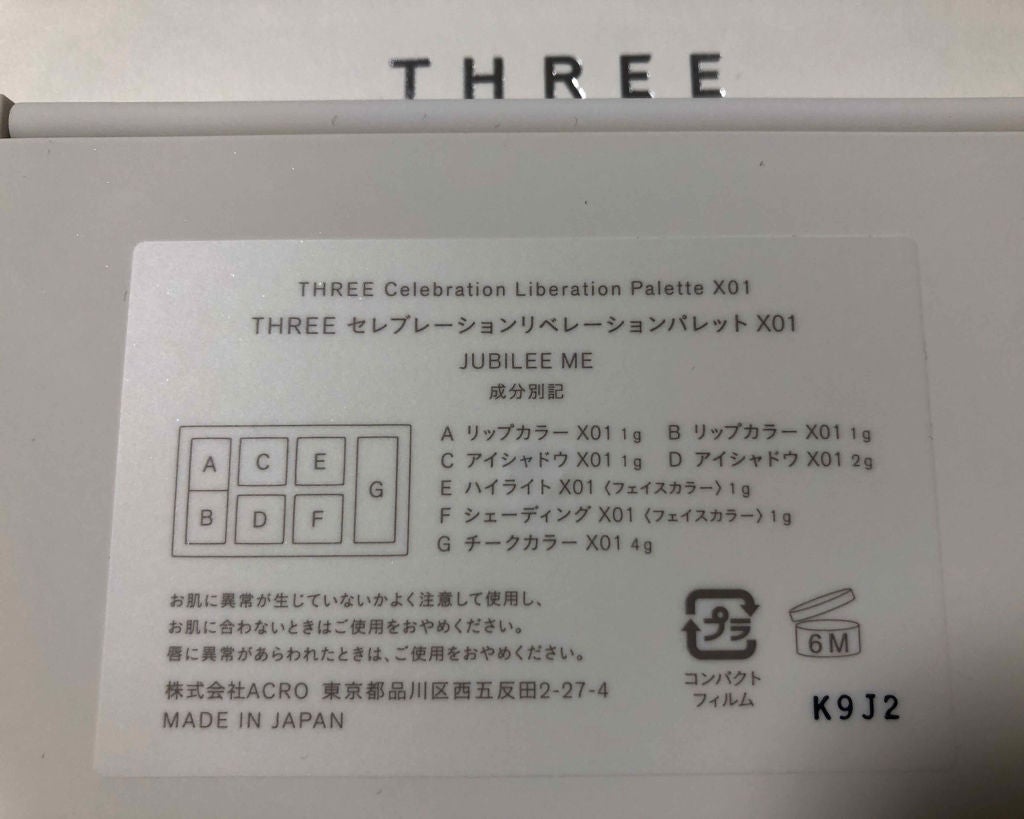 THREE
THREE Celebration Liberation Palette X01
THREE セレブレーションリベレーションパレット X01
JUBILEE ME
成分別記
A C E
B D F
G
A リップカラー X01 1g B リップカラー X01 1g
C アイシャドウ X01 1g D アイシャドウ X01 2g
E ハイライト X01〈フェイスカラー〉1g
F シェーディング X01〈フェイスカラー〉1g
G チークカラー X01 4g
お肌に異常が生じていないかよく注意して使用し、
お肌に合わないときはご使用をおやめください。
唇に異常があらわれたときは、ご使用をおやめください。
株式会社ACRO 東京都品川区西五反田2-27-4
MADE IN JAPAN
プラ
コンパクト
フィルム
6M
K9J2